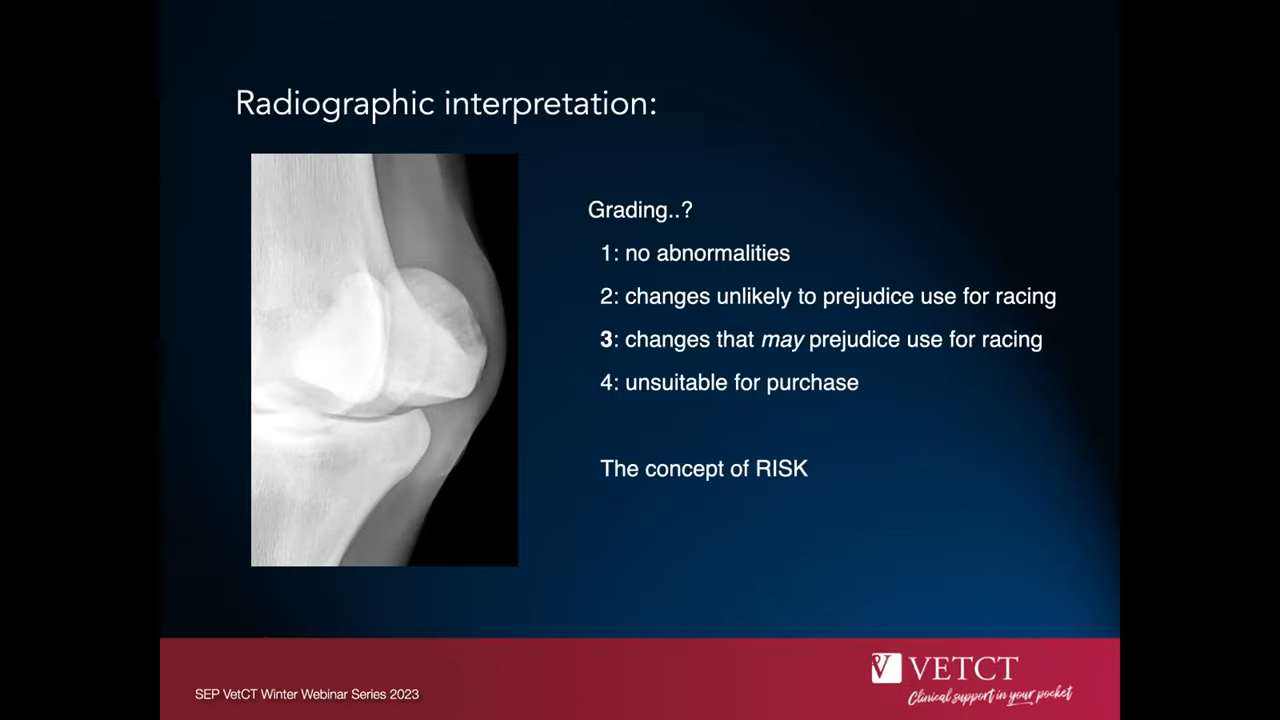 Radiographic interpretation:
Grading..?
1: no abnormalities
2: changes unlikely to prejudice use for racing
3: changes that may prejudice use for racing
4: unsuitable for purchase
The concept of RISK
SEP VetCT Winter Webinar Series 2023
VETCT
Clinical support in your pocket